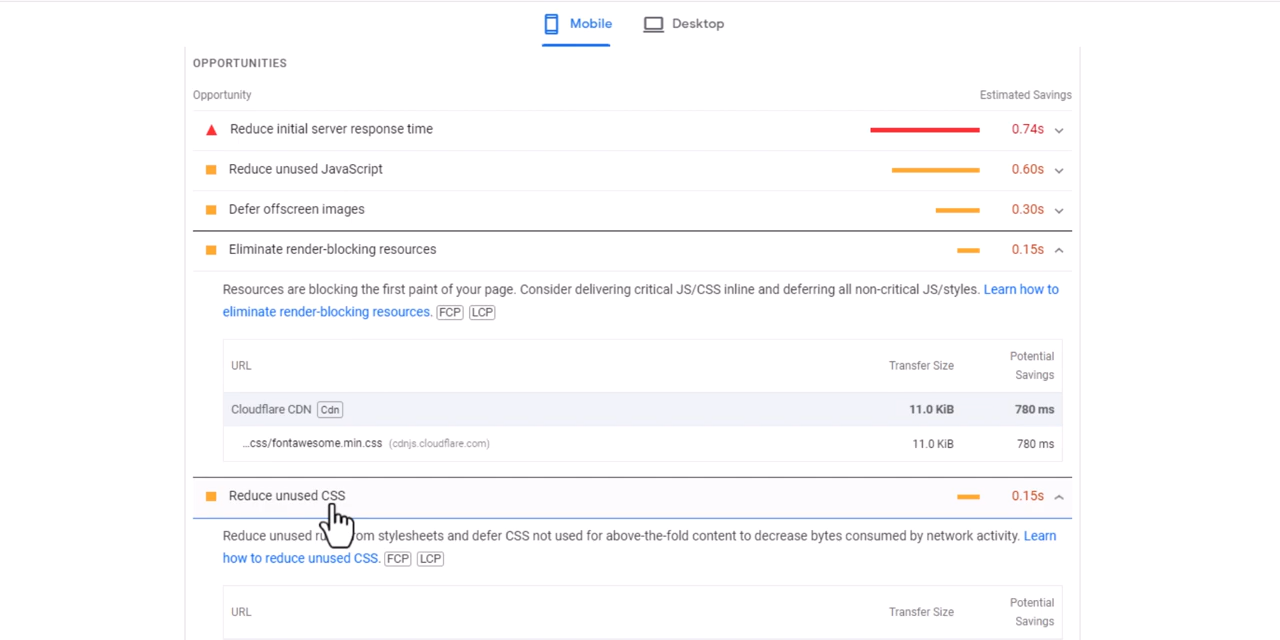 Mobile Desktop
OPPORTUNITIES
Opportunity Estimated Savings
Reduce initial server response time 0.74s
Reduce unused JavaScript 0.60s
Defer offscreen images 0.30s
Eliminate render-blocking resources 0.15s
Resources are blocking the first paint of your page. Consider delivering critical JS/CSS inline and deferring all non-critical JS/styles. Learn how to
eliminate render-blocking resources. FCP LCP
URL Transfer Size Potential Savings
Cloudflare CDN Cdn 11.0 KiB 780 ms
...css/fontawesome.min.css (cdnjs.cloudflare.com) 11.0 KiB 780 ms
Reduce unused CSS 0.15s
Reduce unused stylesheets and defer CSS not used for above-the-fold content to decrease bytes consumed by network activity. Learn
how to reduce unused CSS. FCP LCP
URL Transfer Size Potential Savings